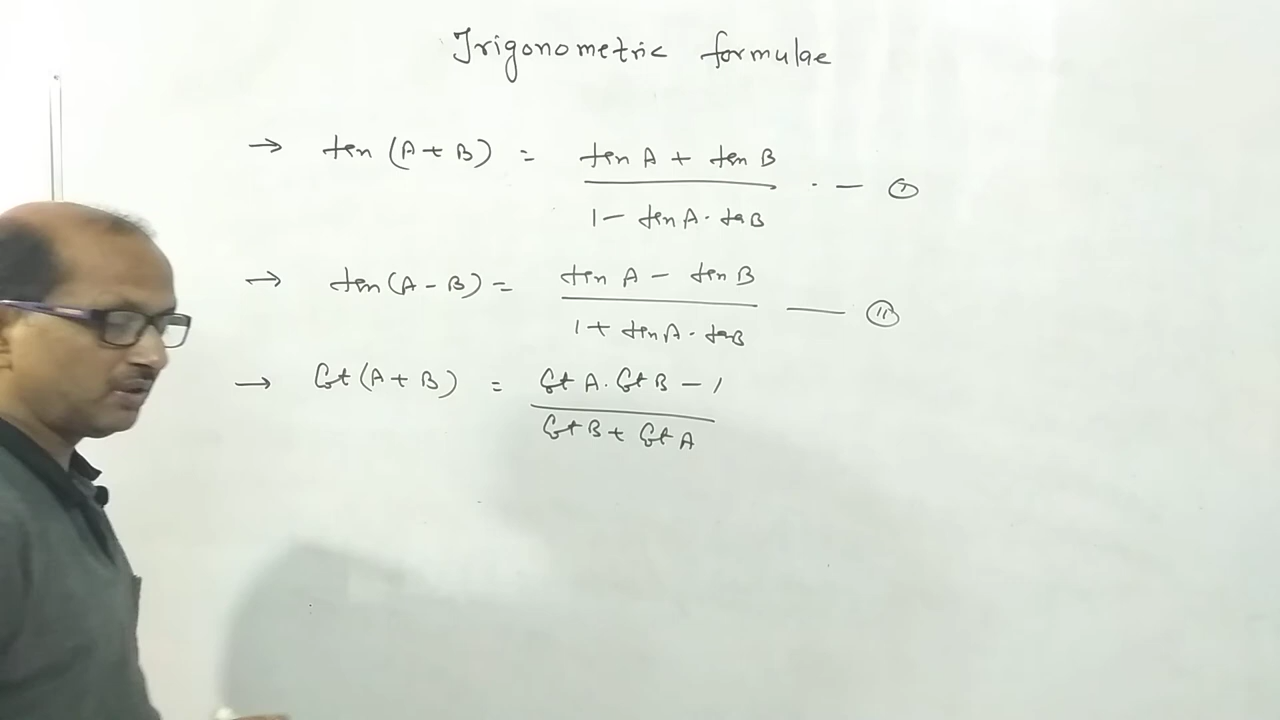 Trigonometric formulae
→ tan (A + B) = (tan A + tan B) / (1 - tan A · tan B) · — (I)
→ tan (A - B) = (tan A - tan B) / (1 + tan A · tan B) — (II)
→ Cot (A + B) = (Cot A · Cot B - 1) / (Cot B + Cot A)